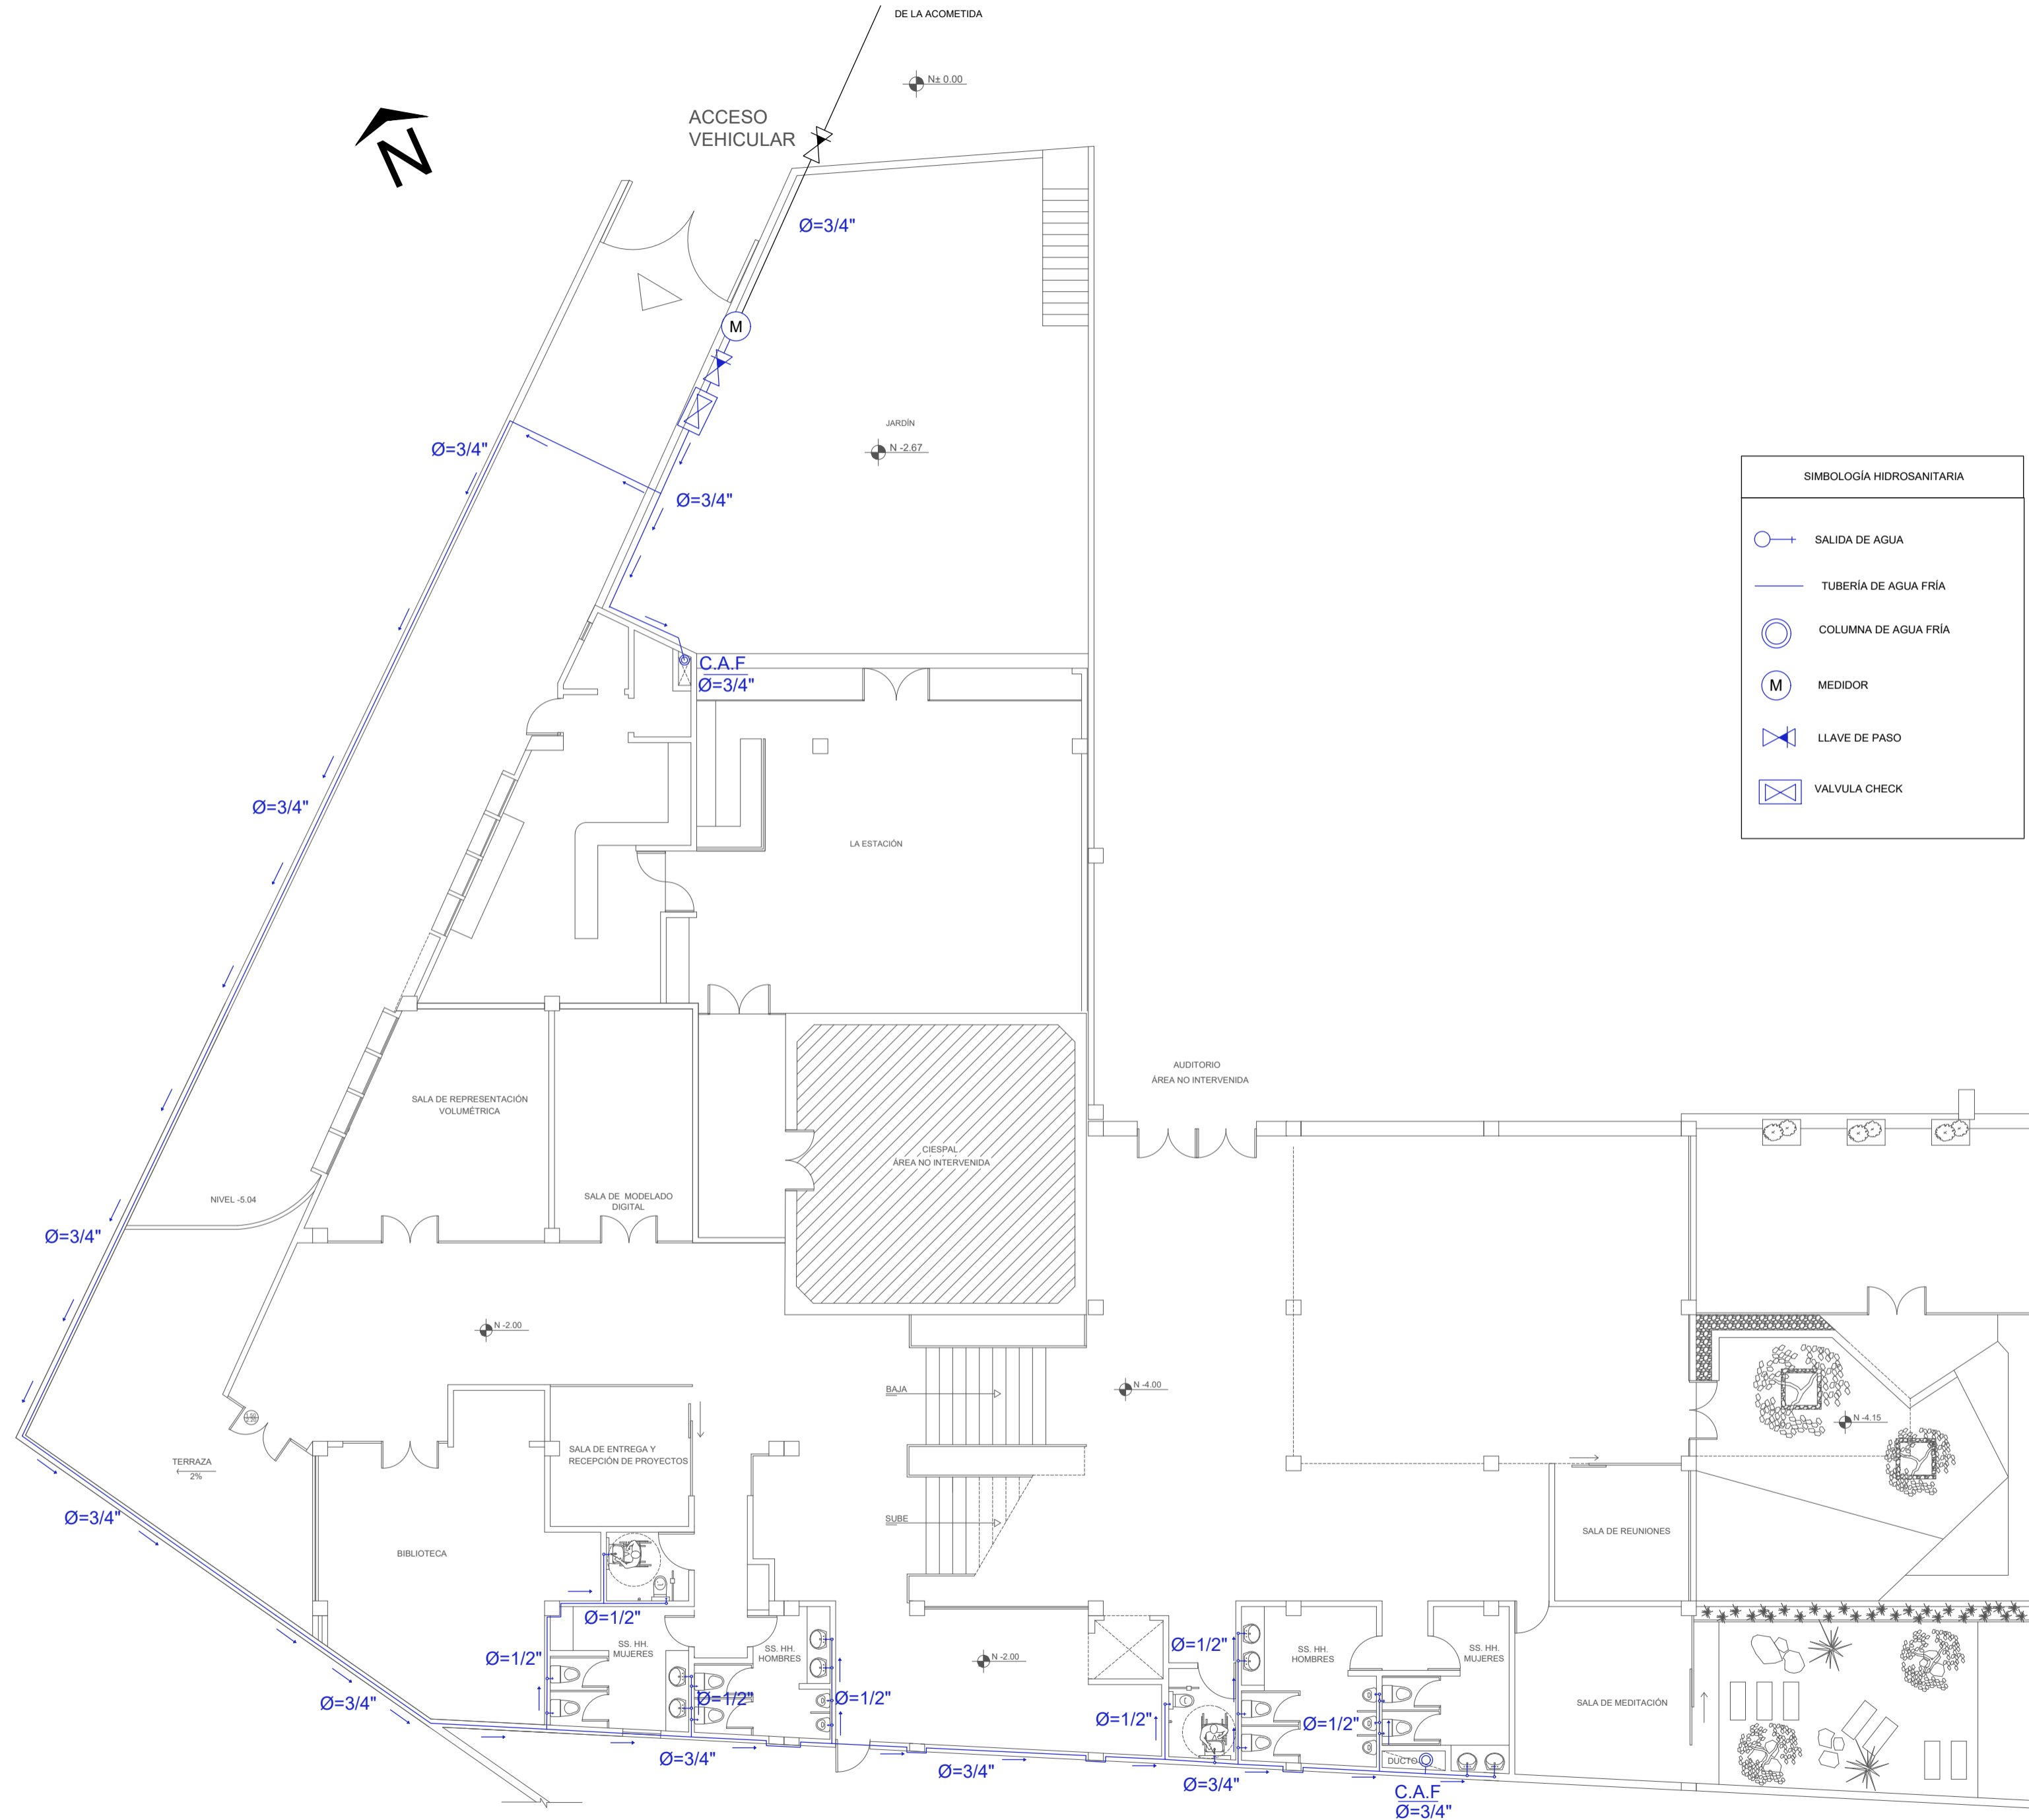 DE LA ACOMETIDA
N± 0.00
ACCESO
VEHICULAR
N
Ø=3/4"
M
JARDÍN
N -2.67
Ø=3/4"
Ø=3/4"
SIMBOLOGÍA HIDROSANITARIA
SALIDA DE AGUA
TUBERÍA DE AGUA FRÍA
COLUMNA DE AGUA FRÍA
M
MEDIDOR
LLAVE DE PASO
VALVULA CHECK
C.A.F
Ø=3/4"
Ø=3/4"
LA ESTACIÓN
AUDITORIO
ÁREA NO INTERVENIDA
SALA DE REPRESENTACIÓN
VOLUMÉTRICA
CIESPAL
ÁREA NO INTERVENIDA
NIVEL -5.04
SALA DE MODELADO
DIGITAL
Ø=3/4"
N -2.00
BAJA
N -4.00
N -4.15
TERRAZA
2%
SALA DE ENTREGA Y
RECEPCIÓN DE PROYECTOS
Ø=3/4"
SUBE
SALA DE REUNIONES
BIBLIOTECA
Ø=1/2"
SS. HH.
MUJERES
SS. HH.
HOMBRES
Ø=1/2"
N -2.00
Ø=1/2"
SS. HH.
HOMBRES
SS. HH.
MUJERES
Ø=3/4"
Ø=1/2"
Ø=1/2"
Ø=1/2"
Ø=1/2"
SALA DE MEDITACIÓN
Ø=3/4"
Ø=3/4"
Ø=3/4"
DUCTO
C.A.F
Ø=3/4"